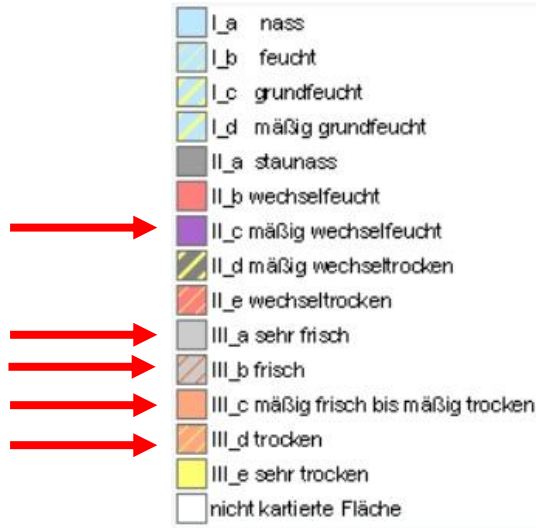 I_a nass
I_b feucht
I_c grundfeucht
I_d mäßig grundfeucht
II_a staunass
II_b wechselfeucht
II_c mäßig wechselfeucht
II_d mäßig wechseltrocken
II_e wechseltrocken
III_a sehr frisch
III_b frisch
III_c mäßig frisch bis mäßig trocken
III_d trocken
III_e sehr trocken
nicht kartierte Fläche